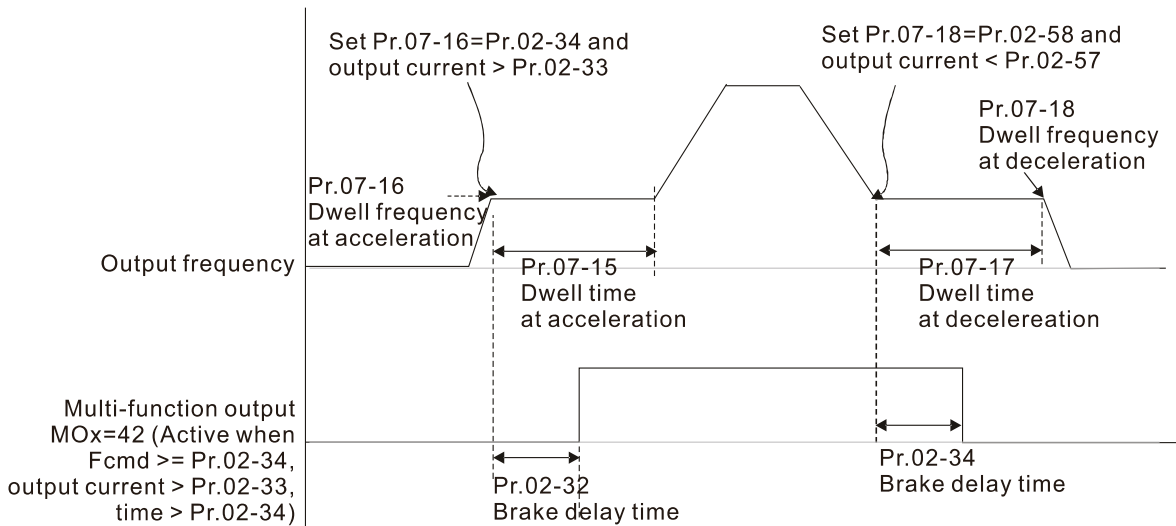 Set Pr.07-16=Pr.02-34 and
output current > Pr.02-33
Set Pr.07-18=Pr.02-58 and
output current < Pr.02-57
Pr.07-18
Dwell frequency
at deceleration
Pr.07-16
Dwell frequency
at acceleration
Output frequency
Pr.07-15
Dwell time
at acceleration
Pr.07-17
Dwell time
at decelereation
Multi-function output
MOx=42 (Active when
Fcmd >= Pr.02-34,
output current > Pr.02-33,
time > Pr.02-34)
Pr.02-32
Brake delay time
Pr.02-34
Brake delay time